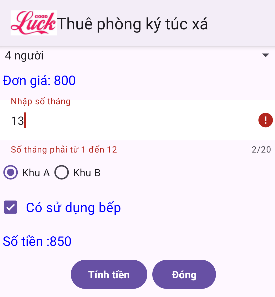 GOOD
Luck
Thuê phòng ký túc xá
4 người
Đơn giá: 800
Nhập số tháng
13
Số tháng phải từ 1 đến 12
2/20
Khu A
Khu B
Có sử dụng bếp
Số tiền :850
Tính tiền
Đóng